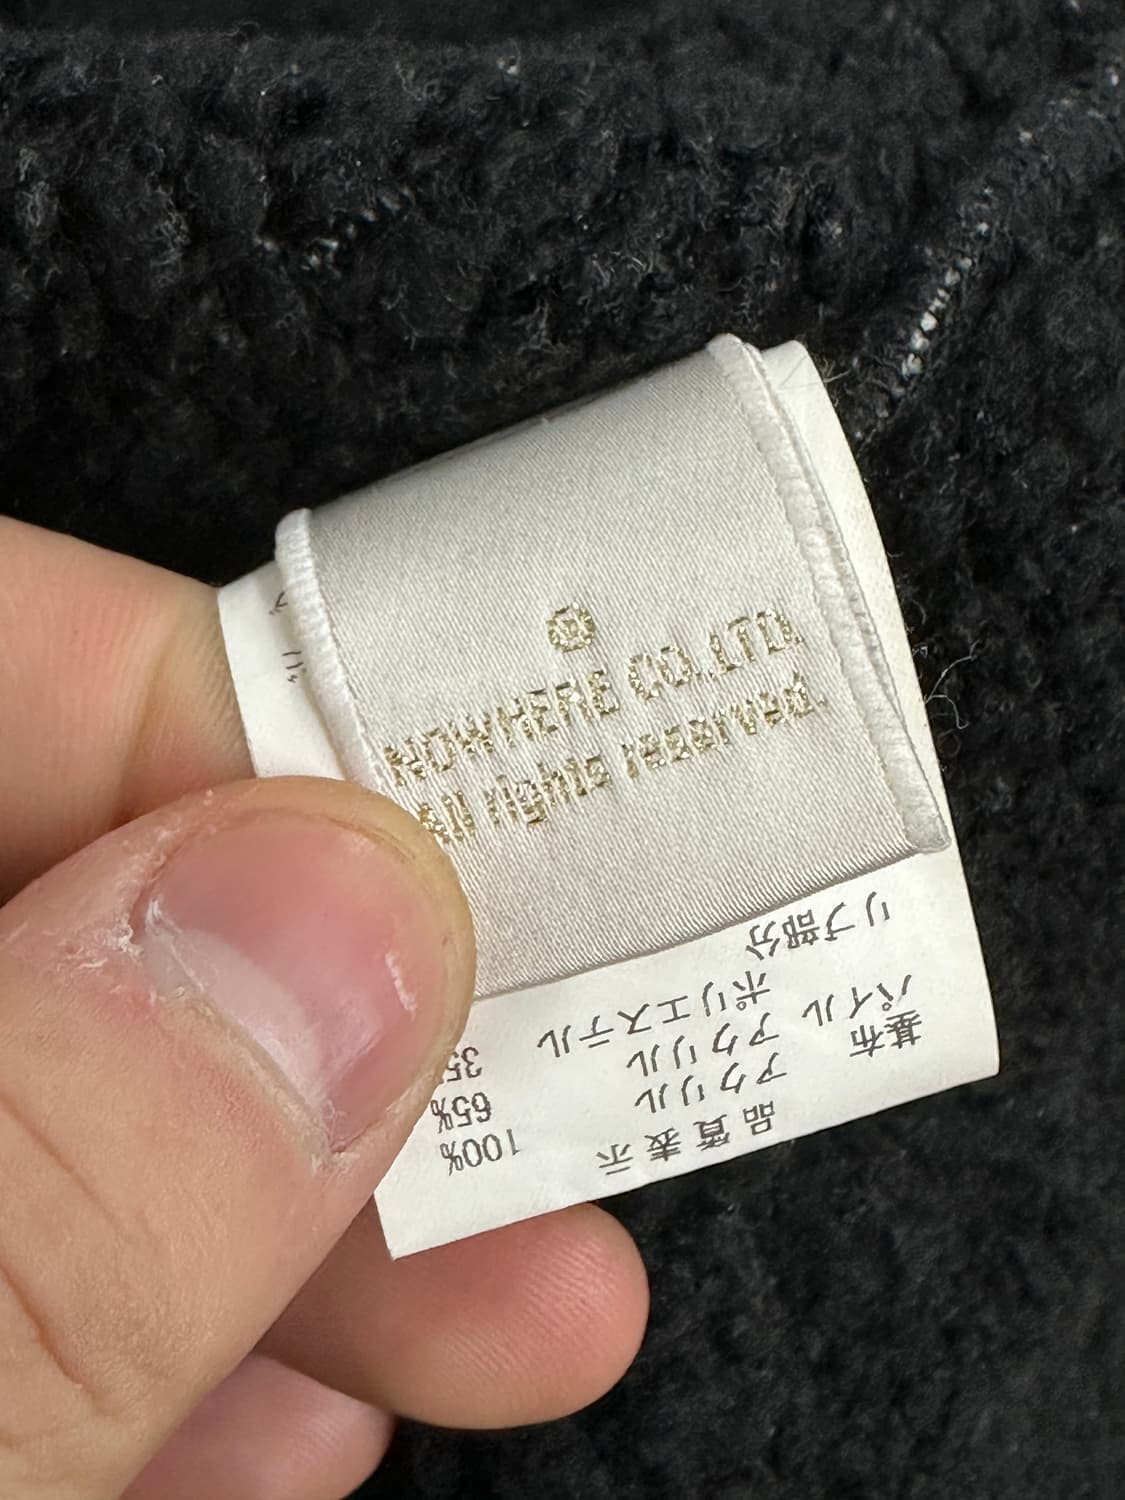 NOWHERE CO.,LTD.
all rights reserved.
品質表示
基布 アクリル 100%
パイル アクリル 65%
ポリエステル 35
リブ部分